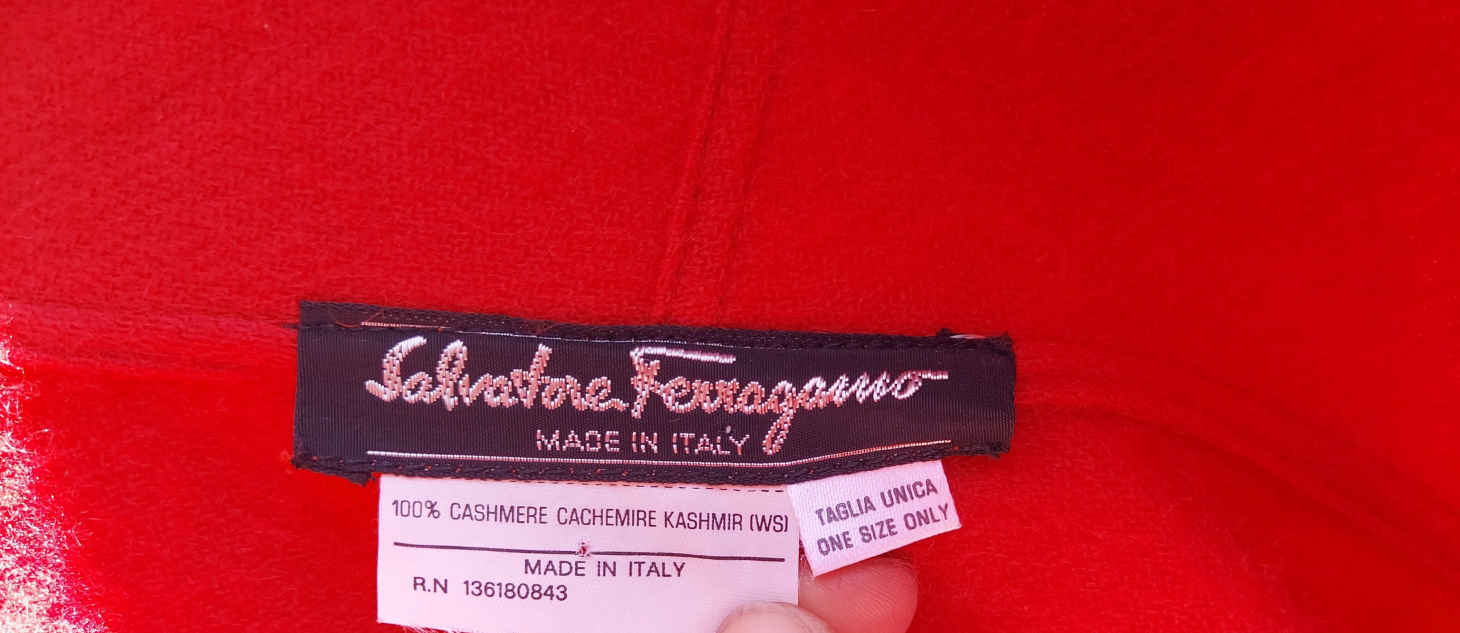 Salvatore Ferragamo
MADE IN ITALY
100% CASHMERE CACHEMIRE KASHMIR (WS)
MADE IN ITALY
R.N 136180843
TAGLIA UNICA
ONE SIZE ONLY